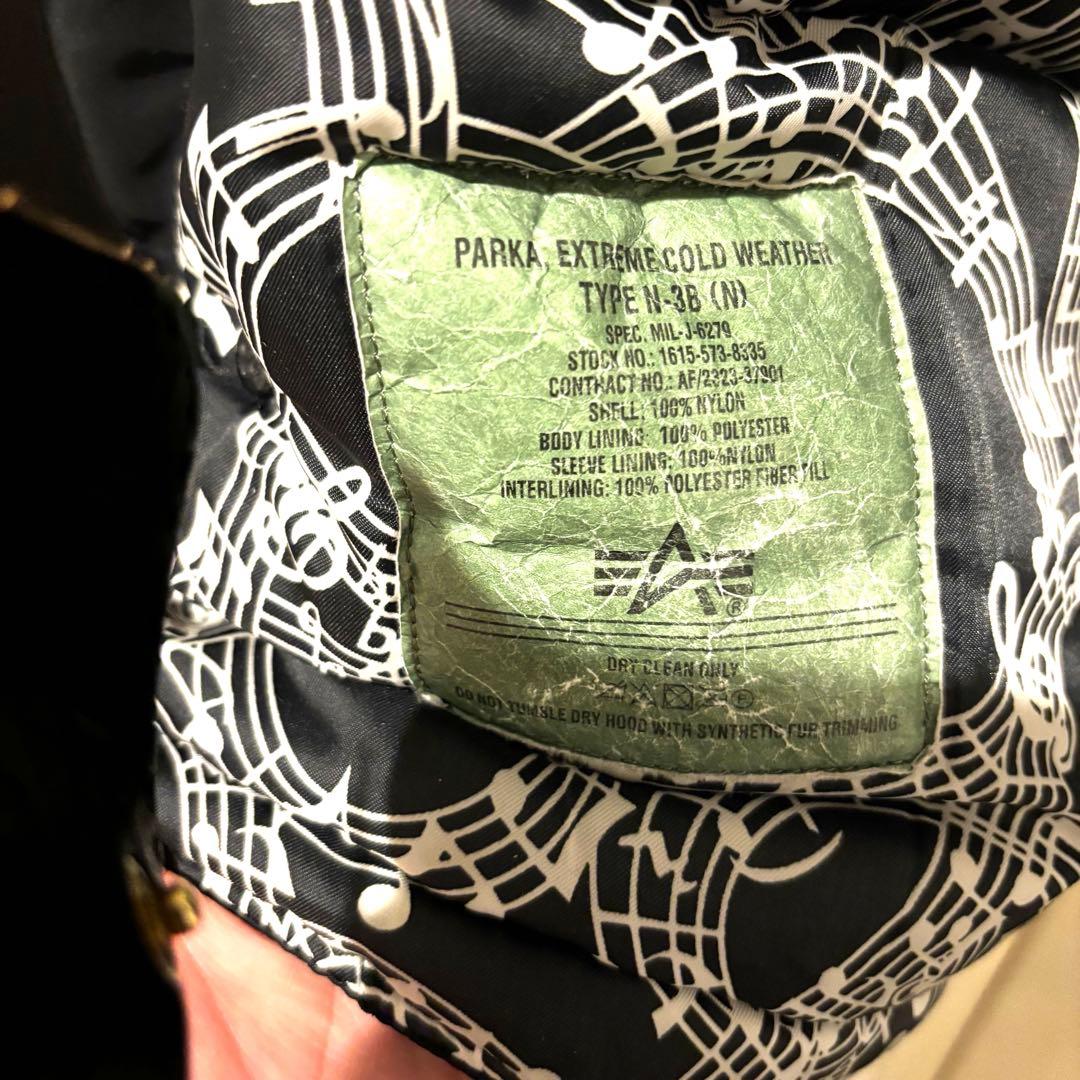 PARKA, EXTREME COLD WEATHER
TYPE N-3B (N)
SPEC. MIL-J-6279
STOCK NO.: 1615-573-8335
CONTRACT NO.: AF/2323-37901
SHELL: 100% NYLON
BODY LINING: 100% POLYESTER
SLEEVE LINING: 100% NYLON
INTERLINING: 100% POLYESTER FIBER FILL
®
DRY CLEAN ONLY
DO NOT TUMBLE DRY HOOD WITH SYNTHETIC FUR TRIMMING